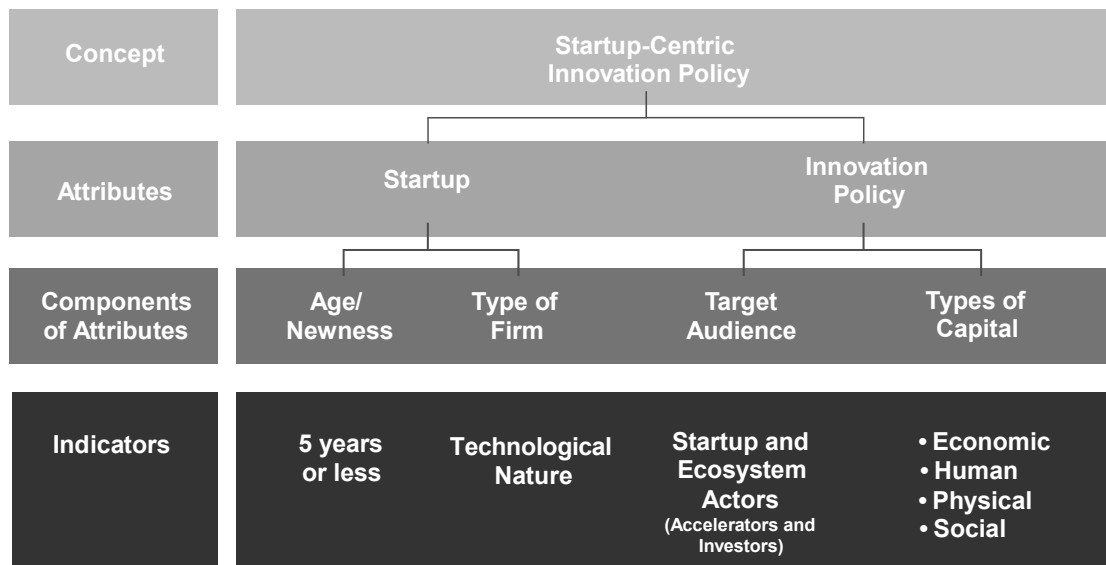 Concept
Startup-Centric
Innovation Policy
Attributes
Startup
Innovation
Policy
Components
of Attributes
Age/
Newness
Type of
Firm
Target
Audience
Types of
Capital
Indicators
5 years
or less
Technological
Nature
Startup and
Ecosystem
Actors
(Accelerators and
Investors)
• Economic
• Human
• Physical
• Social